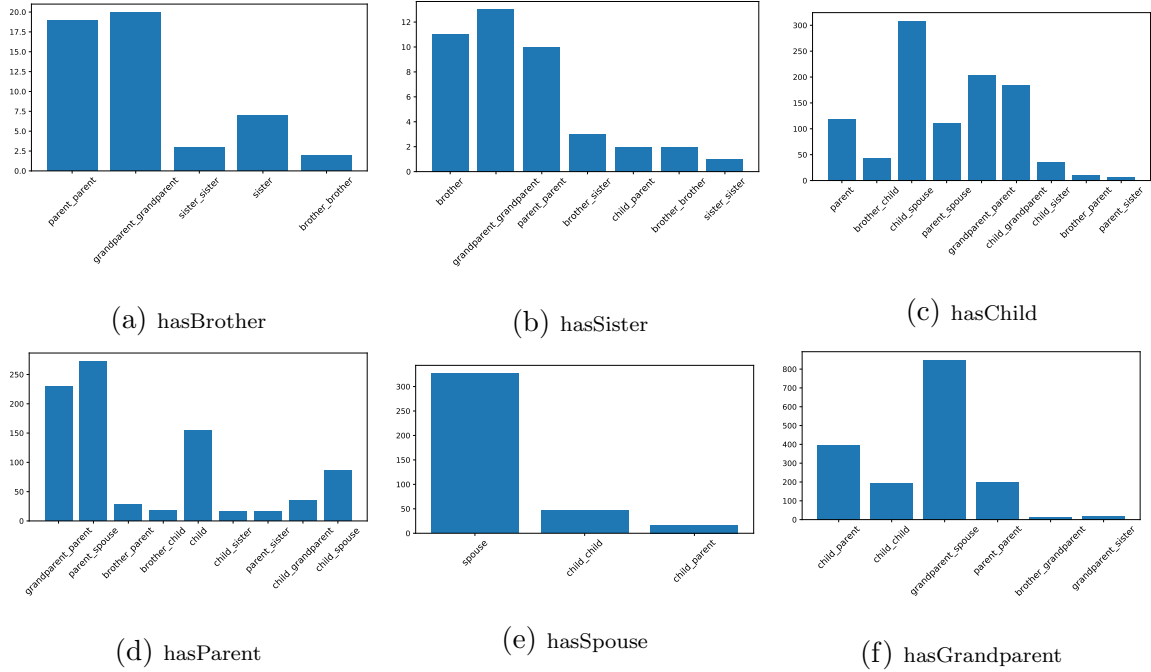 20.0
17.5
15.0
12.5
10.0
7.5
5.0
2.5
0.0
parent_parent
grandparent_grandparent
sister_sister
sister
brother_brother
(a) hasBrother
12
10
8
6
4
2
0
brother
grandparent_grandparent
parent_parent
brother_sister
child_parent
brother_brother
sister_sister
(b) hasSister
300
250
200
150
100
50
0
parent
brother_child
child_spouse
parent_spouse
grandparent_parent
child_grandparent
child_sister
brother_parent
parent_sister
(c) hasChild
250
200
150
100
50
0
grandparent_parent
parent_spouse
brother_parent
brother_child
child
child_sister
parent_sister
child_grandparent
child_spouse
(d) hasParent
300
250
200
150
100
50
0
spouse
child_child
child_parent
(e) hasSpouse
800
700
600
500
400
300
200
100
0
child_parent
child_child
grandparent_spouse
parent_parent
brother_grandparent
grandparent_sister
(f) hasGrandparent